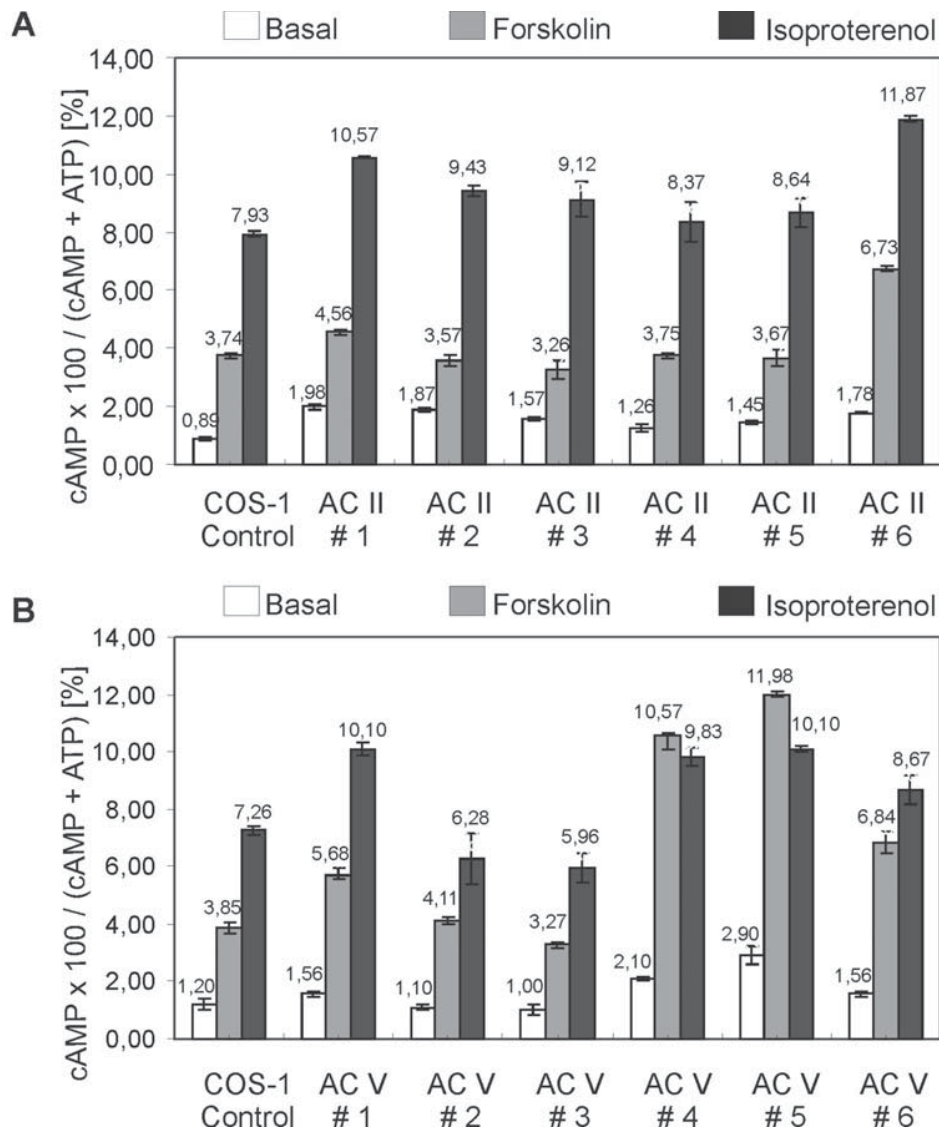 A
Basal Forskolin Isoproterenol
cAMP x 100 / (cAMP + ATP) [%]
14,00
12,00
10,00
8,00
6,00
4,00
2,00
0,00
0,89 3,74 7,93
1,98 4,56 10,57
1,87 3,57 9,43
1,57 3,26 9,12
1,26 3,75 8,37
1,45 3,67 8,64
1,78 6,73 11,87
COS-1 AC II AC II AC II AC II AC II AC II
Control # 1 # 2 # 3 # 4 # 5 # 6
B
Basal Forskolin Isoproterenol
cAMP x 100 / (cAMP + ATP) [%]
14,00
12,00
10,00
8,00
6,00
4,00
2,00
0,00
1,20 3,85 7,26
1,56 5,68 10,10
1,10 4,11 6,28
1,00 3,27 5,96
2,10 10,57 9,83
2,90 11,98 10,10
1,56 6,84 8,67
COS-1 AC V AC V AC V AC V AC V AC V
Control # 1 # 2 # 3 # 4 # 5 # 6